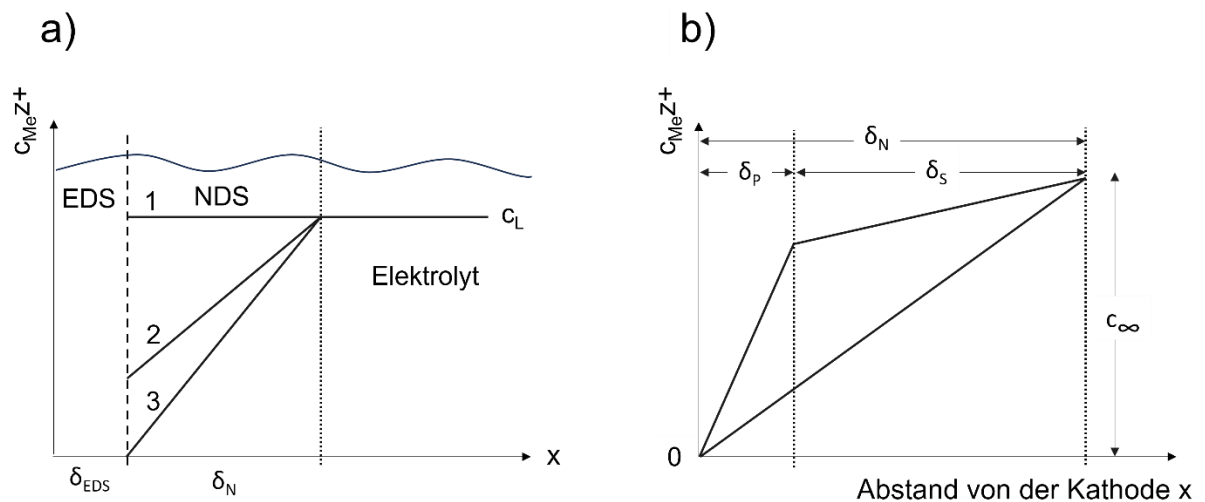 a)
c_Me^z+
EDS
1
NDS
c_L
Elektrolyt
2
3
x
δ_EDS
δ_N
b)
c_Me^z+
δ_N
δ_P
δ_S
c_∞
0
Abstand von der Kathode x